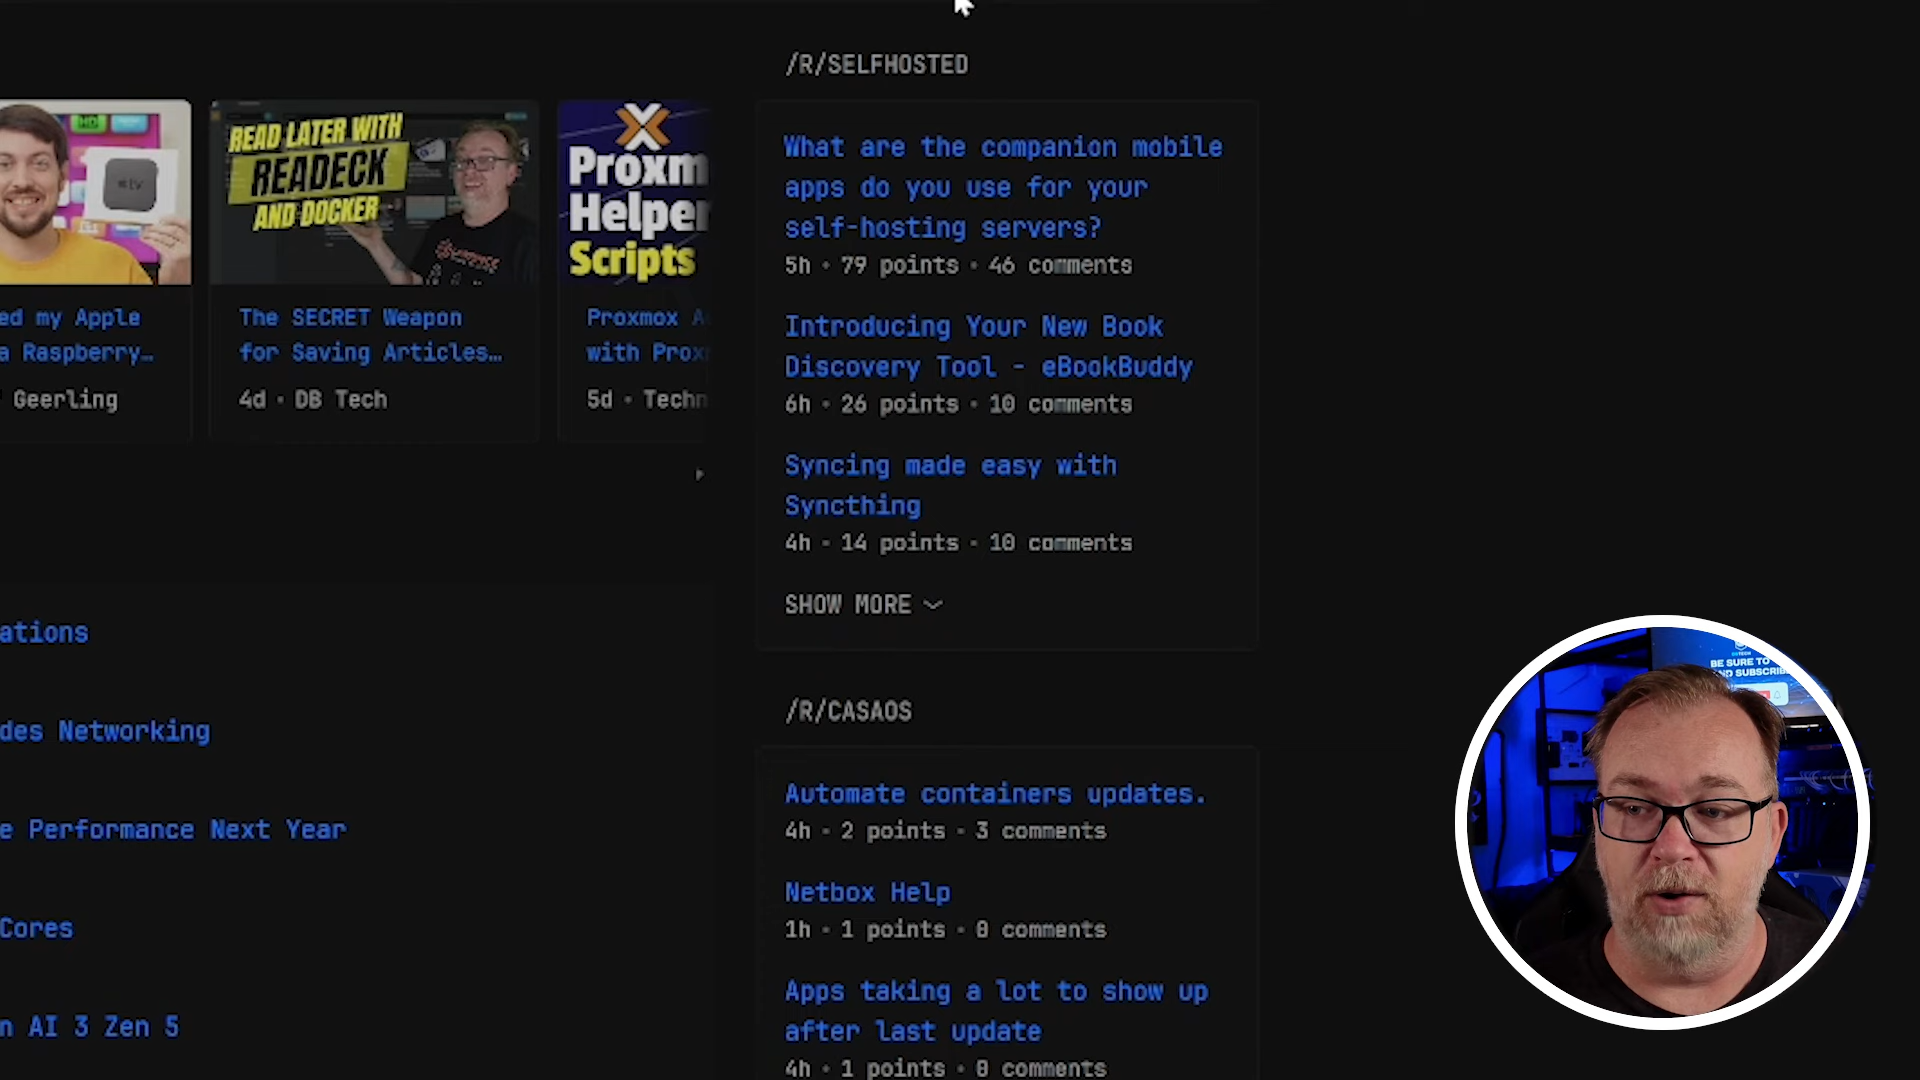 /R/SELFHOSTED
What are the companion mobile
apps do you use for your
self-hosting servers?
5h · 79 points · 46 comments
Introducing Your New Book
Discovery Tool - eBookBuddy
6h · 26 points · 10 comments
Syncing made easy with
Syncthing
4h · 14 points · 10 comments
SHOW MORE
/R/CASAOS
Automate containers updates.
4h · 2 points · 3 comments
Netbox Help
1h · 1 points · 0 comments
Apps taking a lot to show up
after last update
4h · 1 points · 0 comments
HD
tv
ed my Apple
a Raspberry…
Geerling
READ LATER WITH
READECK
AND DOCKER
The SECRET Weapon
for Saving Articles…
4d · DB Tech
Proxm
Helper
Scripts
Proxmox A
with Prox
5d · Techn
ations
des Networking
e Performance Next Year
Cores
n AI 3 Zen 5
BE SURE TO
ND SUBSCRIBE